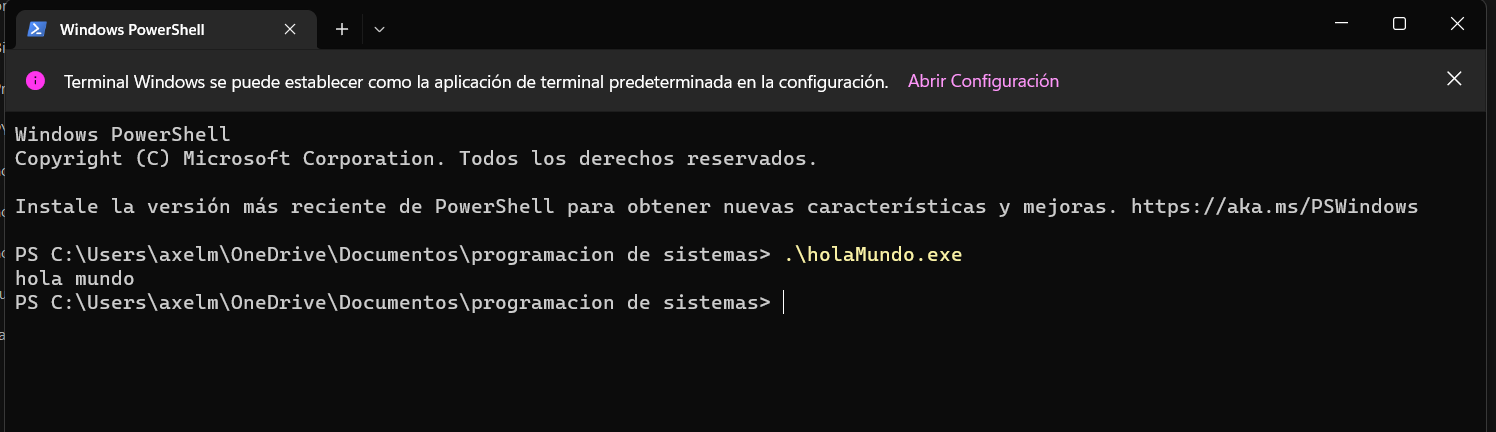 Windows PowerShell
Terminal Windows se puede establecer como la aplicación de terminal predeterminada en la configuración. Abrir Configuración
Windows PowerShell
Copyright (C) Microsoft Corporation. Todos los derechos reservados.
Instale la versión más reciente de PowerShell para obtener nuevas características y mejoras. https://aka.ms/PSWindows
PS C:\Users\axelm\OneDrive\Documentos\programacion de sistemas> .\holaMundo.exe
hola mundo
PS C:\Users\axelm\OneDrive\Documentos\programacion de sistemas>